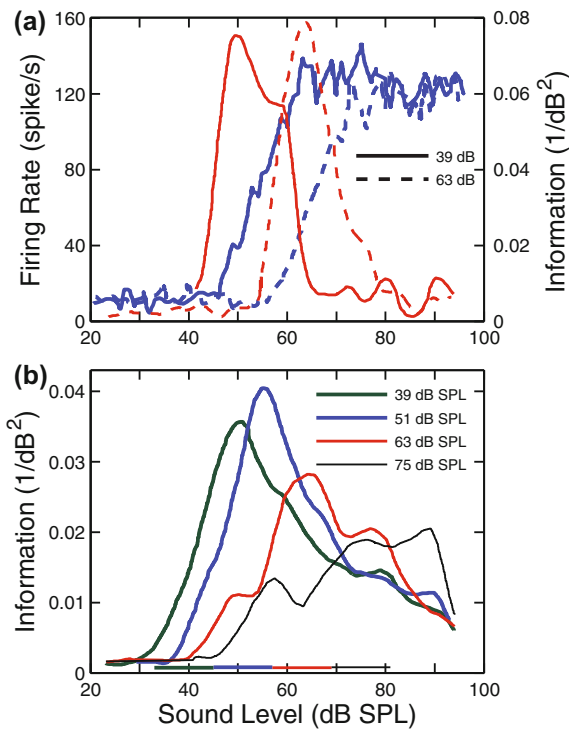 (a)
160
120
80
40
0
Firing Rate (spike/s)
0.08
0.06
0.04
0.02
0
Information (1/dB²)
39 dB
63 dB
20 40 60 80 100
(b)
0.04
0.03
0.02
0.01
0
Information (1/dB²)
39 dB SPL
51 dB SPL
63 dB SPL
75 dB SPL
20 40 60 80 100
Sound Level (dB SPL)